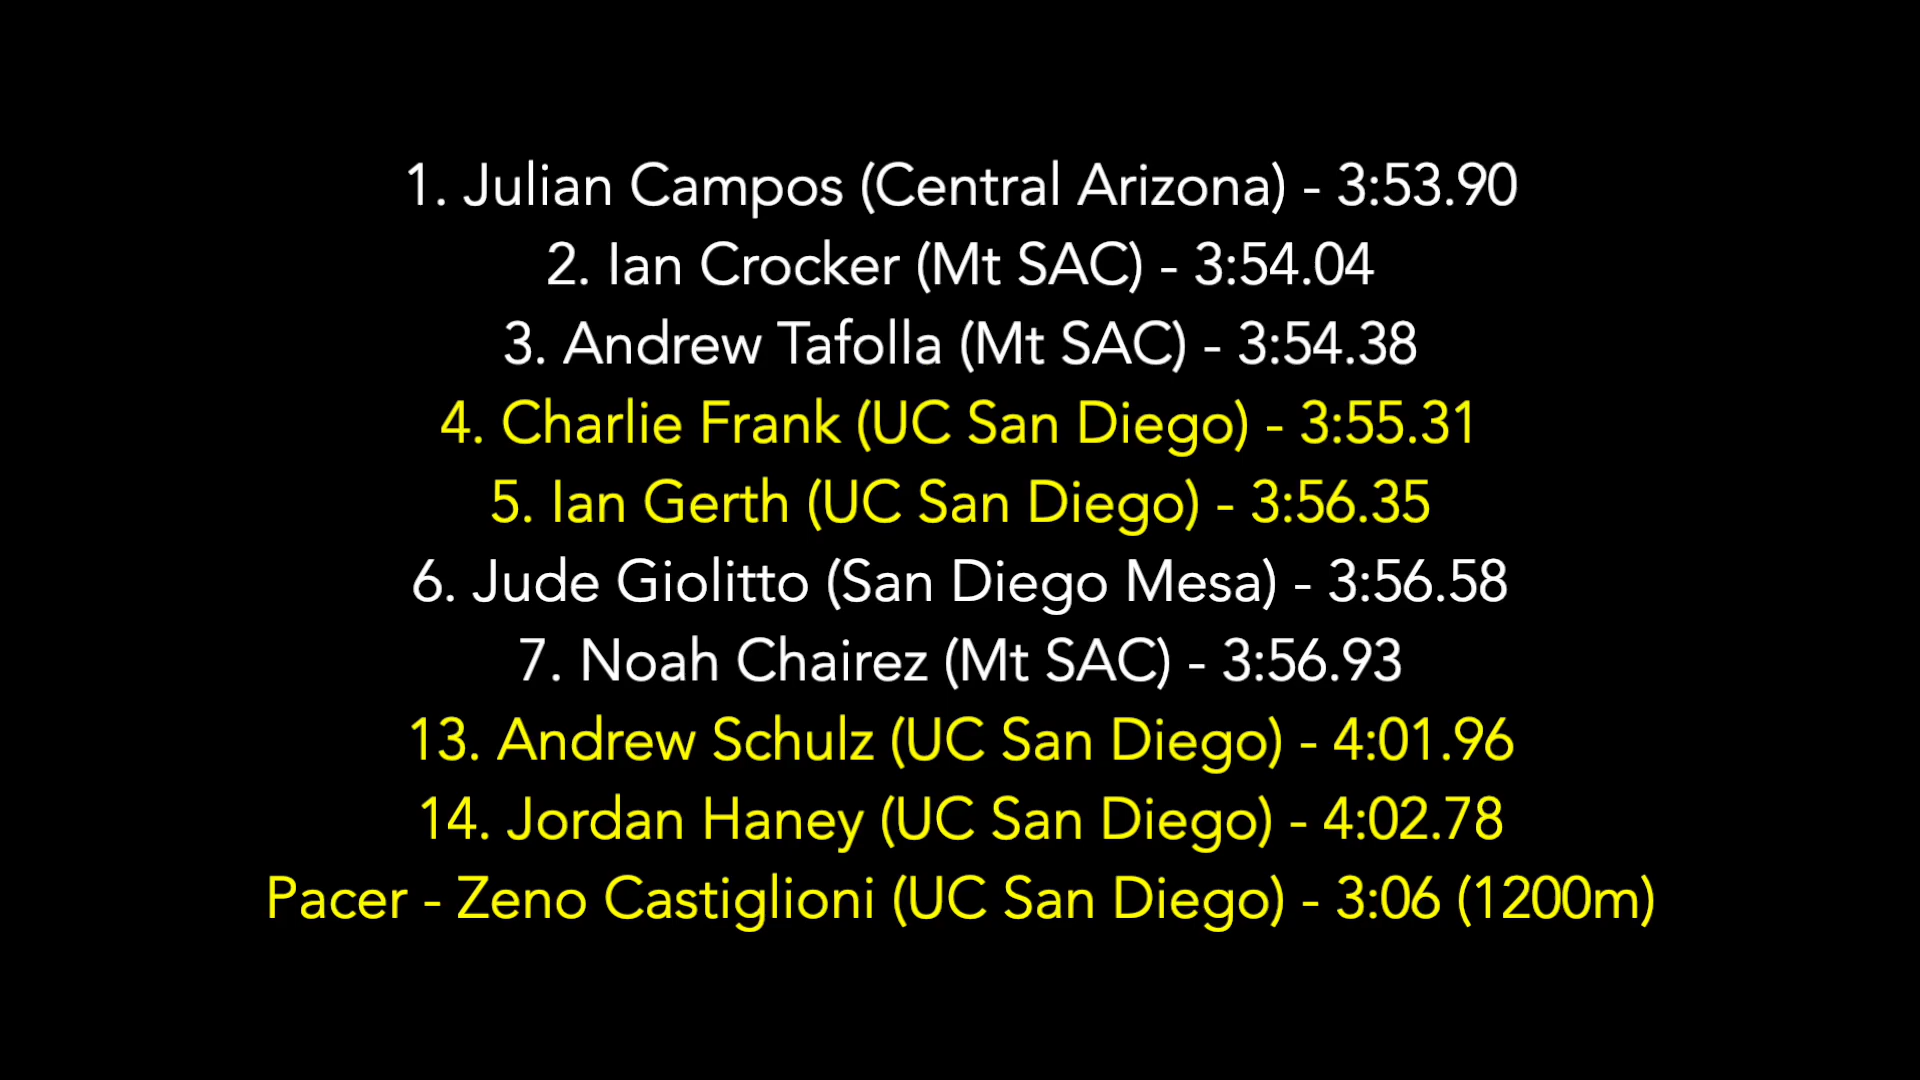 1. Julian Campos (Central Arizona) - 3:53.90
2. Ian Crocker (Mt SAC) - 3:54.04
3. Andrew Tafolla (Mt SAC) - 3:54.38
4. Charlie Frank (UC San Diego) - 3:55.31
5. Ian Gerth (UC San Diego) - 3:56.35
6. Jude Giolitto (San Diego Mesa) - 3:56.58
7. Noah Chairez (Mt SAC) - 3:56.93
13. Andrew Schulz (UC San Diego) - 4:01.96
14. Jordan Haney (UC San Diego) - 4:02.78
Pacer - Zeno Castiglioni (UC San Diego) - 3:06 (1200m)